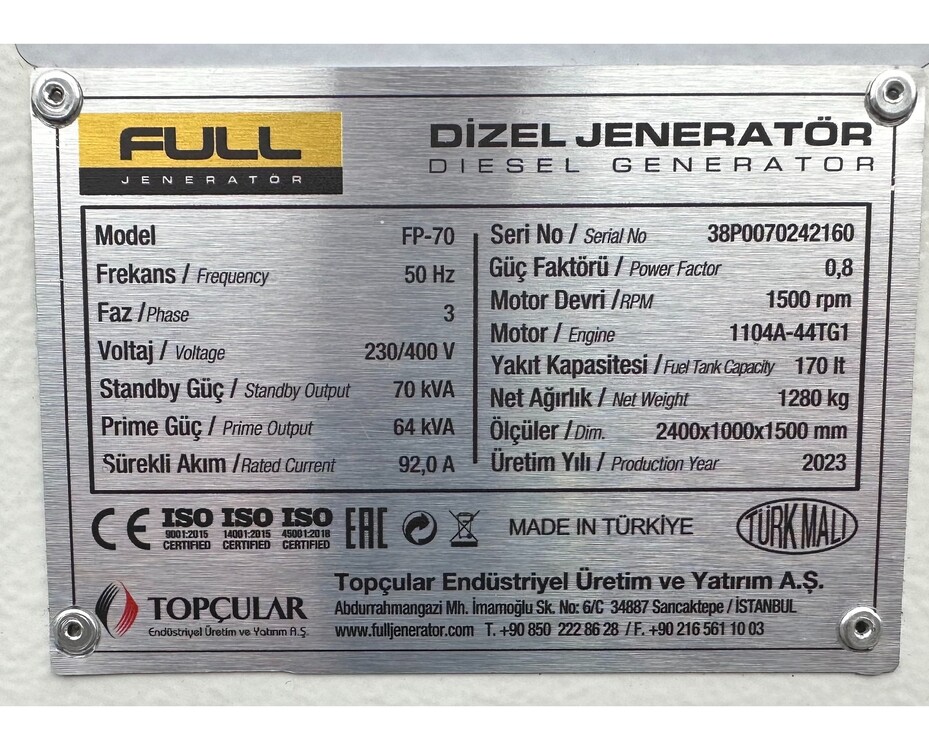 FULL
JENERATÖR
DİZEL JENERATÖR
DIESEL GENERATOR
Model FP-70
Frekans / Frequency 50 Hz
Faz / Phase 3
Voltaj / Voltage 230/400 V
Standby Güç / Standby Output 70 kVA
Prime Güç / Prime Output 64 kVA
Sürekli Akım / Rated Current 92,0 A
Seri No / Serial No 38P0070242160
Güç Faktörü / Power Factor 0,8
Motor Devri / RPM 1500 rpm
Motor / Engine 1104A-44TG1
Yakıt Kapasitesi / Fuel Tank Capacity 170 lt
Net Ağırlık / Net Weight 1280 kg
Ölçüler / Dim. 2400x1000x1500 mm
Üretim Yılı / Production Year 2023
CE
ISO 9001:2015 CERTIFIED
ISO 14001:2015 CERTIFIED
ISO 45001:2018 CERTIFIED
EAC
MADE IN TÜRKİYE
TÜRK MALI
TOPÇULAR
Endüstriyel Üretim ve Yatırım A.Ş.
Topçular Endüstriyel Üretim ve Yatırım A.Ş.
Abdurrahmangazi Mh. İmamoğlu Sk. No: 6/C 34887 Sancaktepe / İSTANBUL
www.fulljenerator.com T. +90 850 222 86 28 / F. +90 216 561 10 03